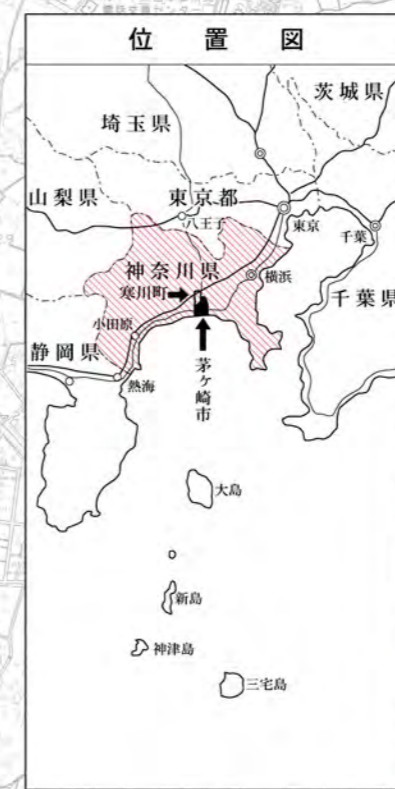 位置図
茨城県
埼玉県
山梨県
東京都
八王子
東京
千葉
神奈川県
横浜
寒川町
千葉県
小田原
静岡県
熱海
茅ヶ崎市
大島
新島
神津島
三宅島